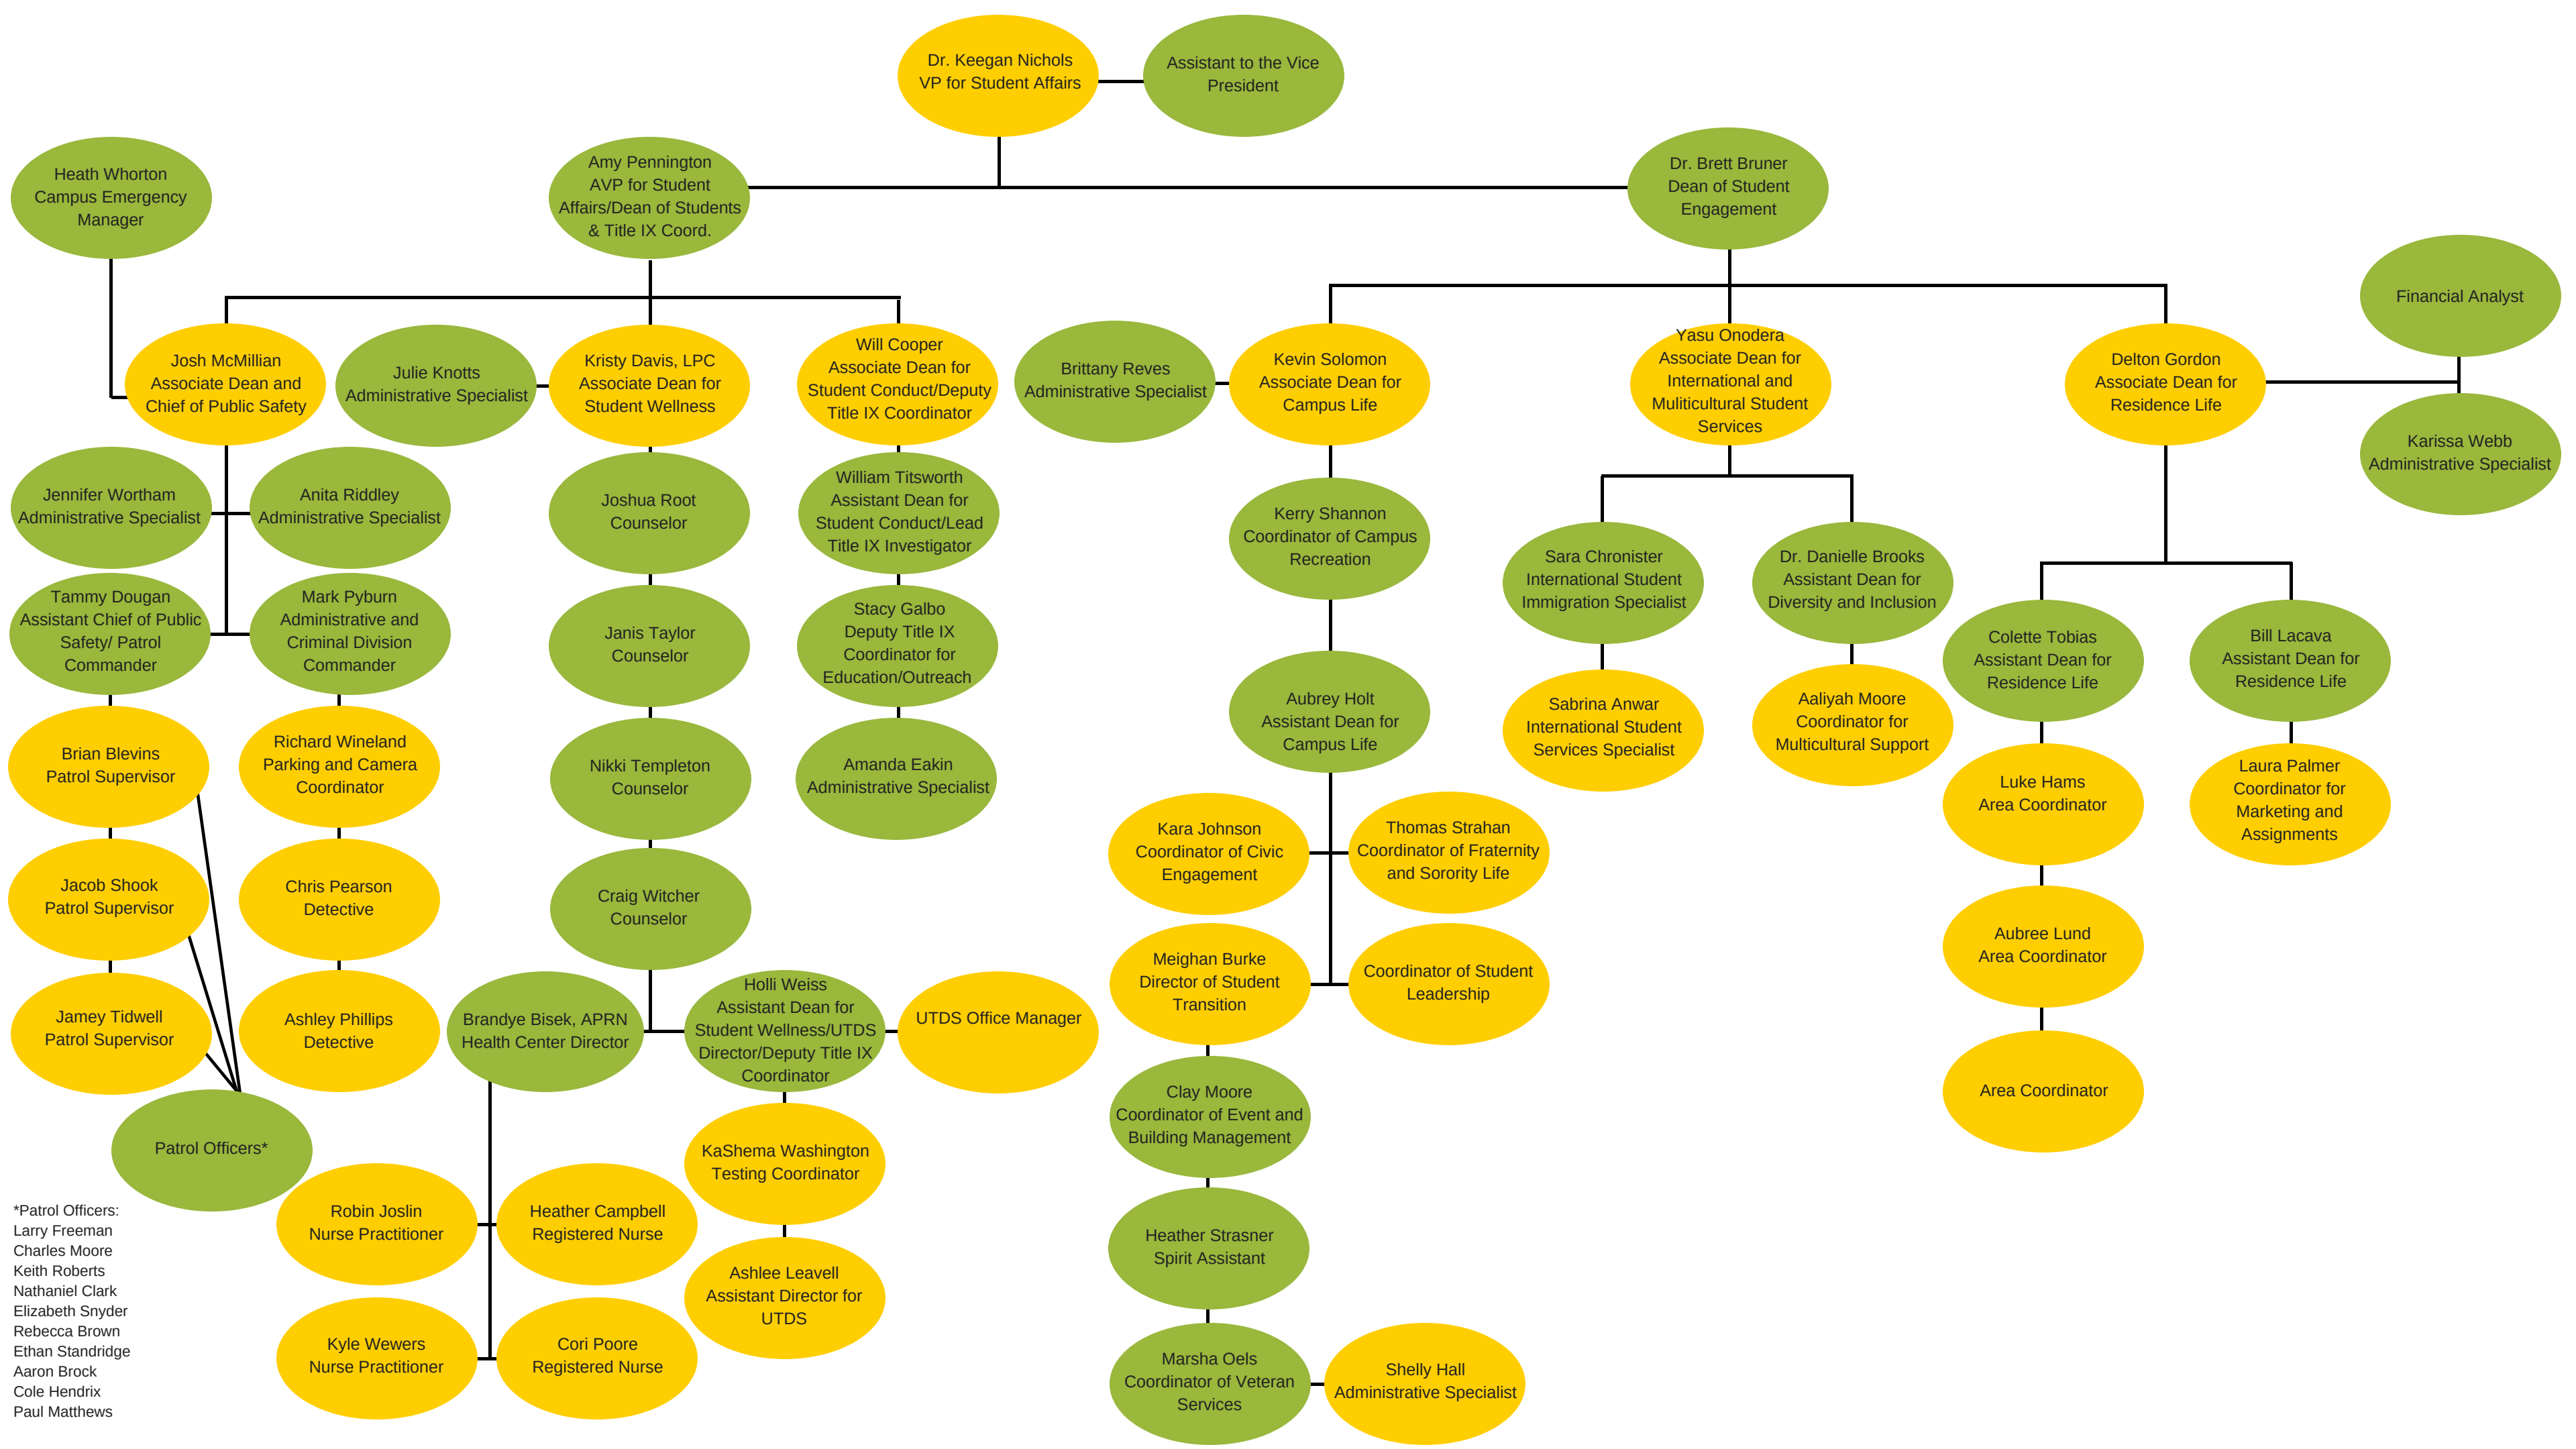 Dr. Keegan Nichols
VP for Student Affairs
Assistant to the Vice
President
Heath Whorton
Campus Emergency
Manager
Amy Pennington
AVP for Student
Affairs/Dean of Students
& Title IX Coord.
Dr. Brett Bruner
Dean of Student
Engagement
Financial Analyst
Josh McMillian
Associate Dean and
Chief of Public Safety
Julie Knotts
Administrative Specialist
Kristy Davis, LPC
Associate Dean for
Student Wellness
Will Cooper
Associate Dean for
Student Conduct/Deputy
Title IX Coordinator
Brittany Reves
Administrative Specialist
Kevin Solomon
Associate Dean for
Campus Life
Yasu Onodera
Associate Dean for
International and
Muliticultural Student
Services
Delton Gordon
Associate Dean for
Residence Life
Karissa Webb
Administrative Specialist
Jennifer Wortham
Administrative Specialist
Anita Riddley
Administrative Specialist
Joshua Root
Counselor
William Titsworth
Assistant Dean for
Student Conduct/Lead
Title IX Investigator
Kerry Shannon
Coordinator of Campus
Recreation
Sara Chronister
International Student
Immigration Specialist
Dr. Danielle Brooks
Assistant Dean for
Diversity and Inclusion
Tammy Dougan
Assistant Chief of Public
Safety/ Patrol
Commander
Mark Pyburn
Administrative and
Criminal Division
Commander
Janis Taylor
Counselor
Stacy Galbo
Deputy Title IX
Coordinator for
Education/Outreach
Colette Tobias
Assistant Dean for
Residence Life
Bill Lacava
Assistant Dean for
Residence Life
Aubrey Holt
Assistant Dean for
Campus Life
Sabrina Anwar
International Student
Services Specialist
Aaliyah Moore
Coordinator for
Multicultural Support
Brian Blevins
Patrol Supervisor
Richard Wineland
Parking and Camera
Coordinator
Nikki Templeton
Counselor
Amanda Eakin
Administrative Specialist
Luke Hams
Area Coordinator
Laura Palmer
Coordinator for
Marketing and
Assignments
Kara Johnson
Coordinator of Civic
Engagement
Thomas Strahan
Coordinator of Fraternity
and Sorority Life
Jacob Shook
Patrol Supervisor
Chris Pearson
Detective
Craig Witcher
Counselor
Aubree Lund
Area Coordinator
Meighan Burke
Director of Student
Transition
Coordinator of Student
Leadership
Jamey Tidwell
Patrol Supervisor
Ashley Phillips
Detective
Brandye Bisek, APRN
Health Center Director
Holli Weiss
Assistant Dean for
Student Wellness/UTDS
Director/Deputy Title IX
Coordinator
UTDS Office Manager
Area Coordinator
Clay Moore
Coordinator of Event and
Building Management
Patrol Officers*
KaShema Washington
Testing Coordinator
Robin Joslin
Nurse Practitioner
Heather Campbell
Registered Nurse
Heather Strasner
Spirit Assistant
Ashlee Leavell
Assistant Director for
UTDS
Kyle Wewers
Nurse Practitioner
Cori Poore
Registered Nurse
Marsha Oels
Coordinator of Veteran
Services
Shelly Hall
Administrative Specialist
*Patrol Officers:
Larry Freeman
Charles Moore
Keith Roberts
Nathaniel Clark
Elizabeth Snyder
Rebecca Brown
Ethan Standridge
Aaron Brock
Cole Hendrix
Paul Matthews